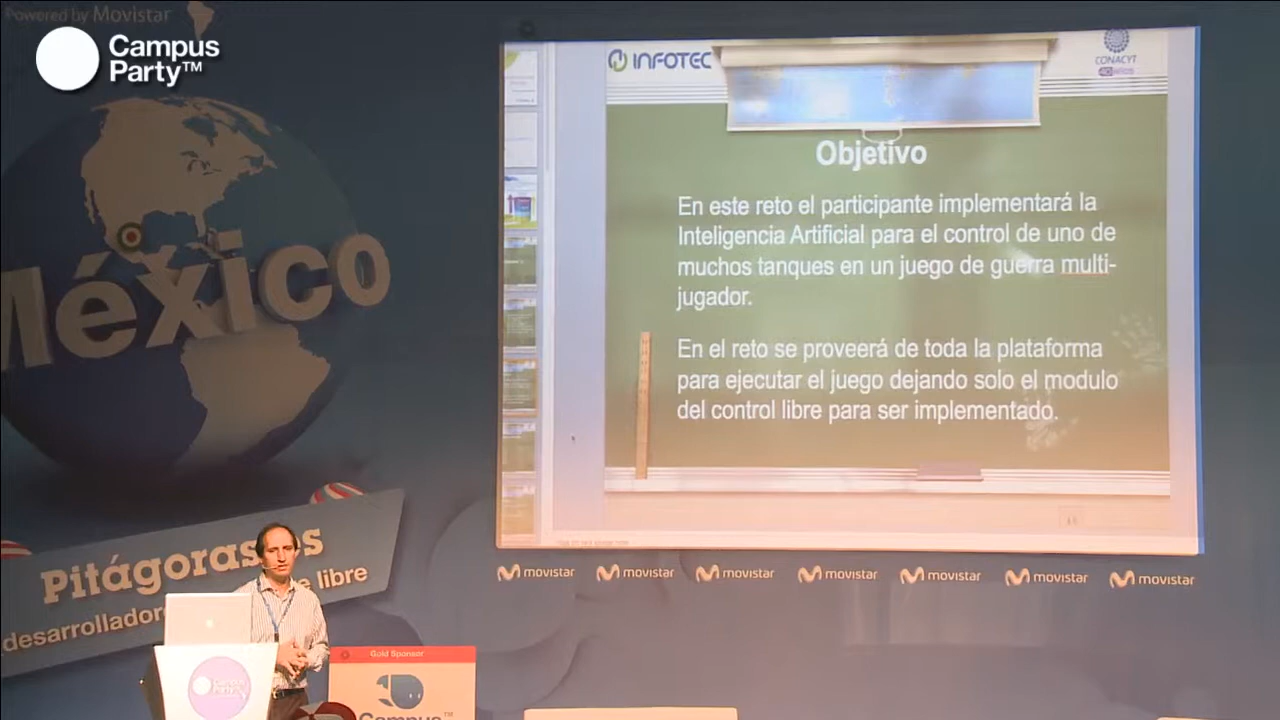 Powered by Movistar
Campus
Party™
México
Pitágoras
libre
desarrollador
INFOTEC
CONACYT
Objetivo
En este reto el participante implementará la
Inteligencia Artificial para el control de uno de
muchos tanques en un juego de guerra multi-
jugador.
En el reto se proveerá de toda la plataforma
para ejecutar el juego dejando solo el modulo
del control libre para ser implementado.
movistar movistar movistar movistar movistar movistar movistar
Gold Sponsor
Campus™
Campus
Party